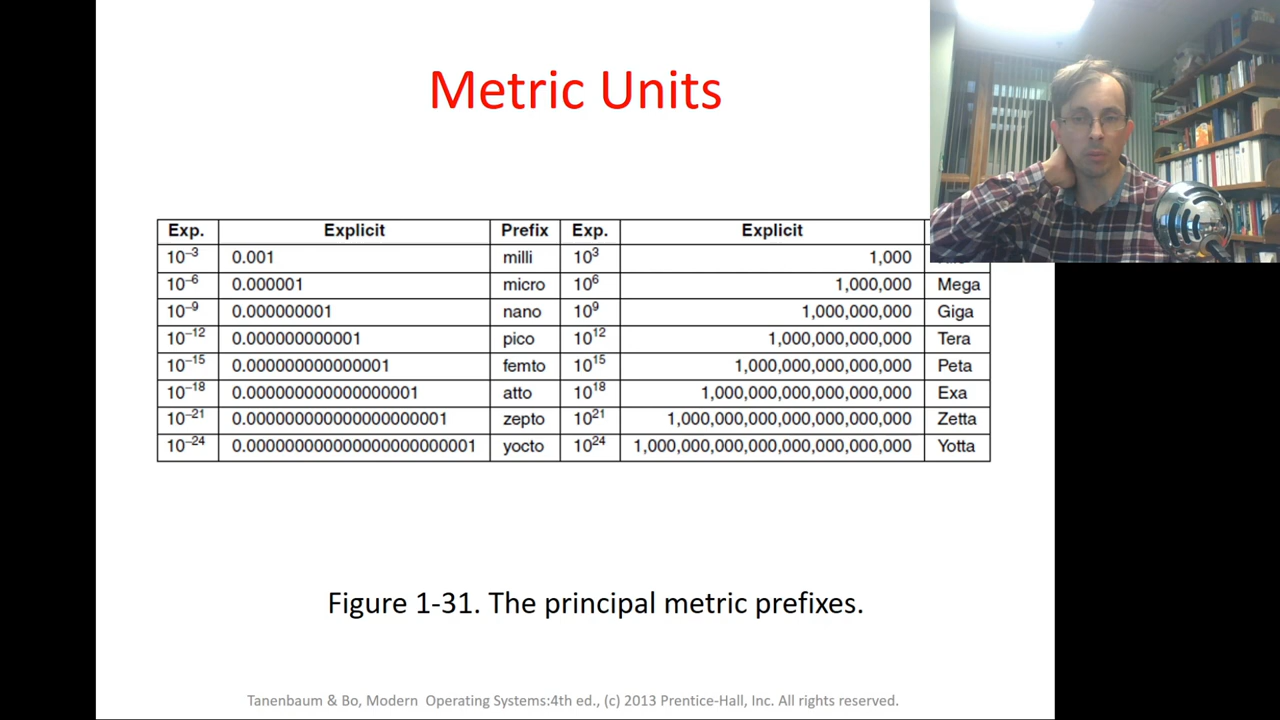 Metric Units
Exp. Explicit Prefix Exp. Explicit
10⁻³ 0.001 milli 10³ 1,000
10⁻⁶ 0.000001 micro 10⁶ 1,000,000 Mega
10⁻⁹ 0.000000001 nano 10⁹ 1,000,000,000 Giga
10⁻¹² 0.000000000001 pico 10¹² 1,000,000,000,000 Tera
10⁻¹⁵ 0.000000000000001 femto 10¹⁵ 1,000,000,000,000,000 Peta
10⁻¹⁸ 0.000000000000000001 atto 10¹⁸ 1,000,000,000,000,000,000 Exa
10⁻²¹ 0.000000000000000000001 zepto 10²¹ 1,000,000,000,000,000,000,000 Zetta
10⁻²⁴ 0.000000000000000000000001 yocto 10²⁴ 1,000,000,000,000,000,000,000,000 Yotta
Figure 1-31. The principal metric prefixes.
Tanenbaum & Bo, Modern Operating Systems:4th ed., (c) 2013 Prentice-Hall, Inc. All rights reserved.